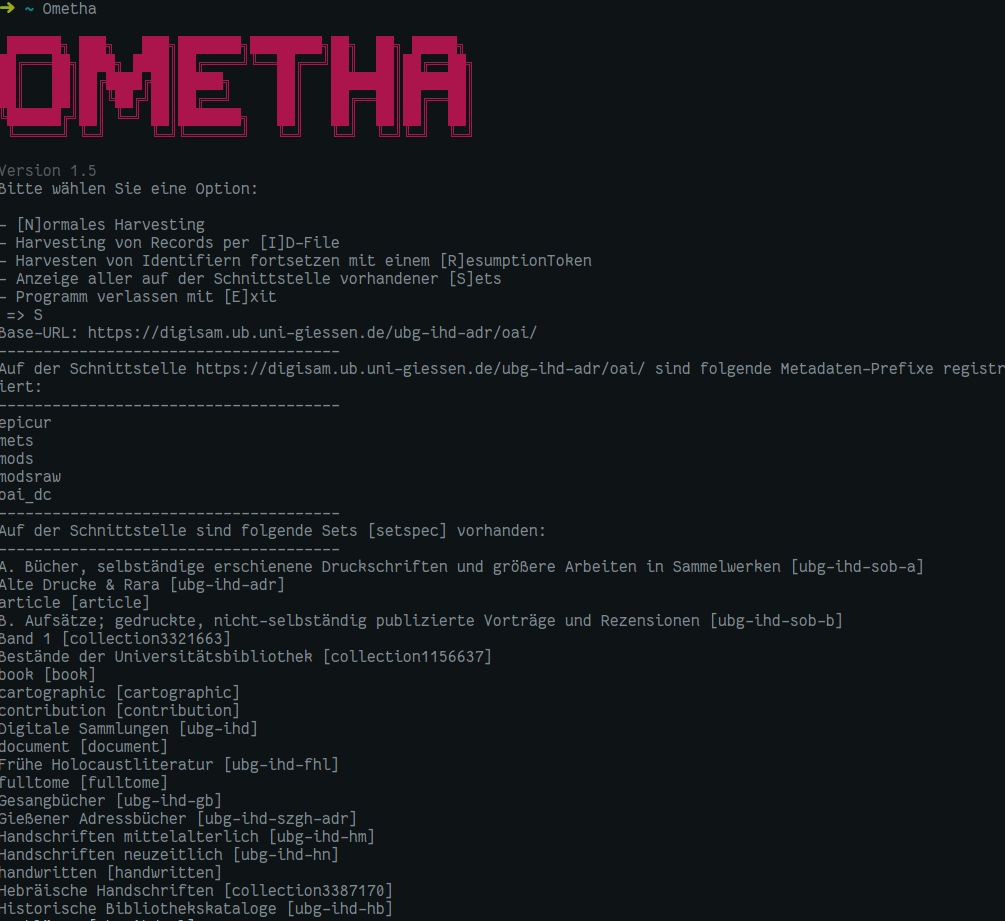 ➜ ~ Ometha
OMETHA
Version 1.5
Bitte wählen Sie eine Option:
- [N]ormales Harvesting
- Harvesting von Records per [I]D-File
- Harvesten von Identifiern fortsetzen mit einem [R]esumptionToken
- Anzeige aller auf der Schnittstelle vorhandener [S]ets
- Programm verlassen mit [E]xit
=> S
Base-URL: https://digisam.ub.uni-giessen.de/ubg-ihd-adr/oai/
--------------------------------------
Auf der Schnittstelle https://digisam.ub.uni-giessen.de/ubg-ihd-adr/oai/ sind folgende Metadaten-Prefixe registr
iert:
--------------------------------------
epicur
mets
mods
modsraw
oai_dc
--------------------------------------
Auf der Schnittstelle sind folgende Sets [setspec] vorhanden:
--------------------------------------
A. Bücher, selbständige erschienene Druckschriften und größere Arbeiten in Sammelwerken [ubg-ihd-sob-a]
Alte Drucke & Rara [ubg-ihd-adr]
article [article]
B. Aufsätze; gedruckte, nicht-selbständig publizierte Vorträge und Rezensionen [ubg-ihd-sob-b]
Band 1 [collection3321663]
Bestände der Universitätsbibliothek [collection1156637]
book [book]
cartographic [cartographic]
contribution [contribution]
Digitale Sammlungen [ubg-ihd]
document [document]
Frühe Holocaustliteratur [ubg-ihd-fhl]
fulltome [fulltome]
Gesangbücher [ubg-ihd-gb]
Gießener Adressbücher [ubg-ihd-szgh-adr]
Handschriften mittelalterlich [ubg-ihd-hm]
Handschriften neuzeitlich [ubg-ihd-hn]
handwritten [handwritten]
Hebräische Handschriften [collection3387170]
Historische Bibliothekskataloge [ubg-ihd-hb]